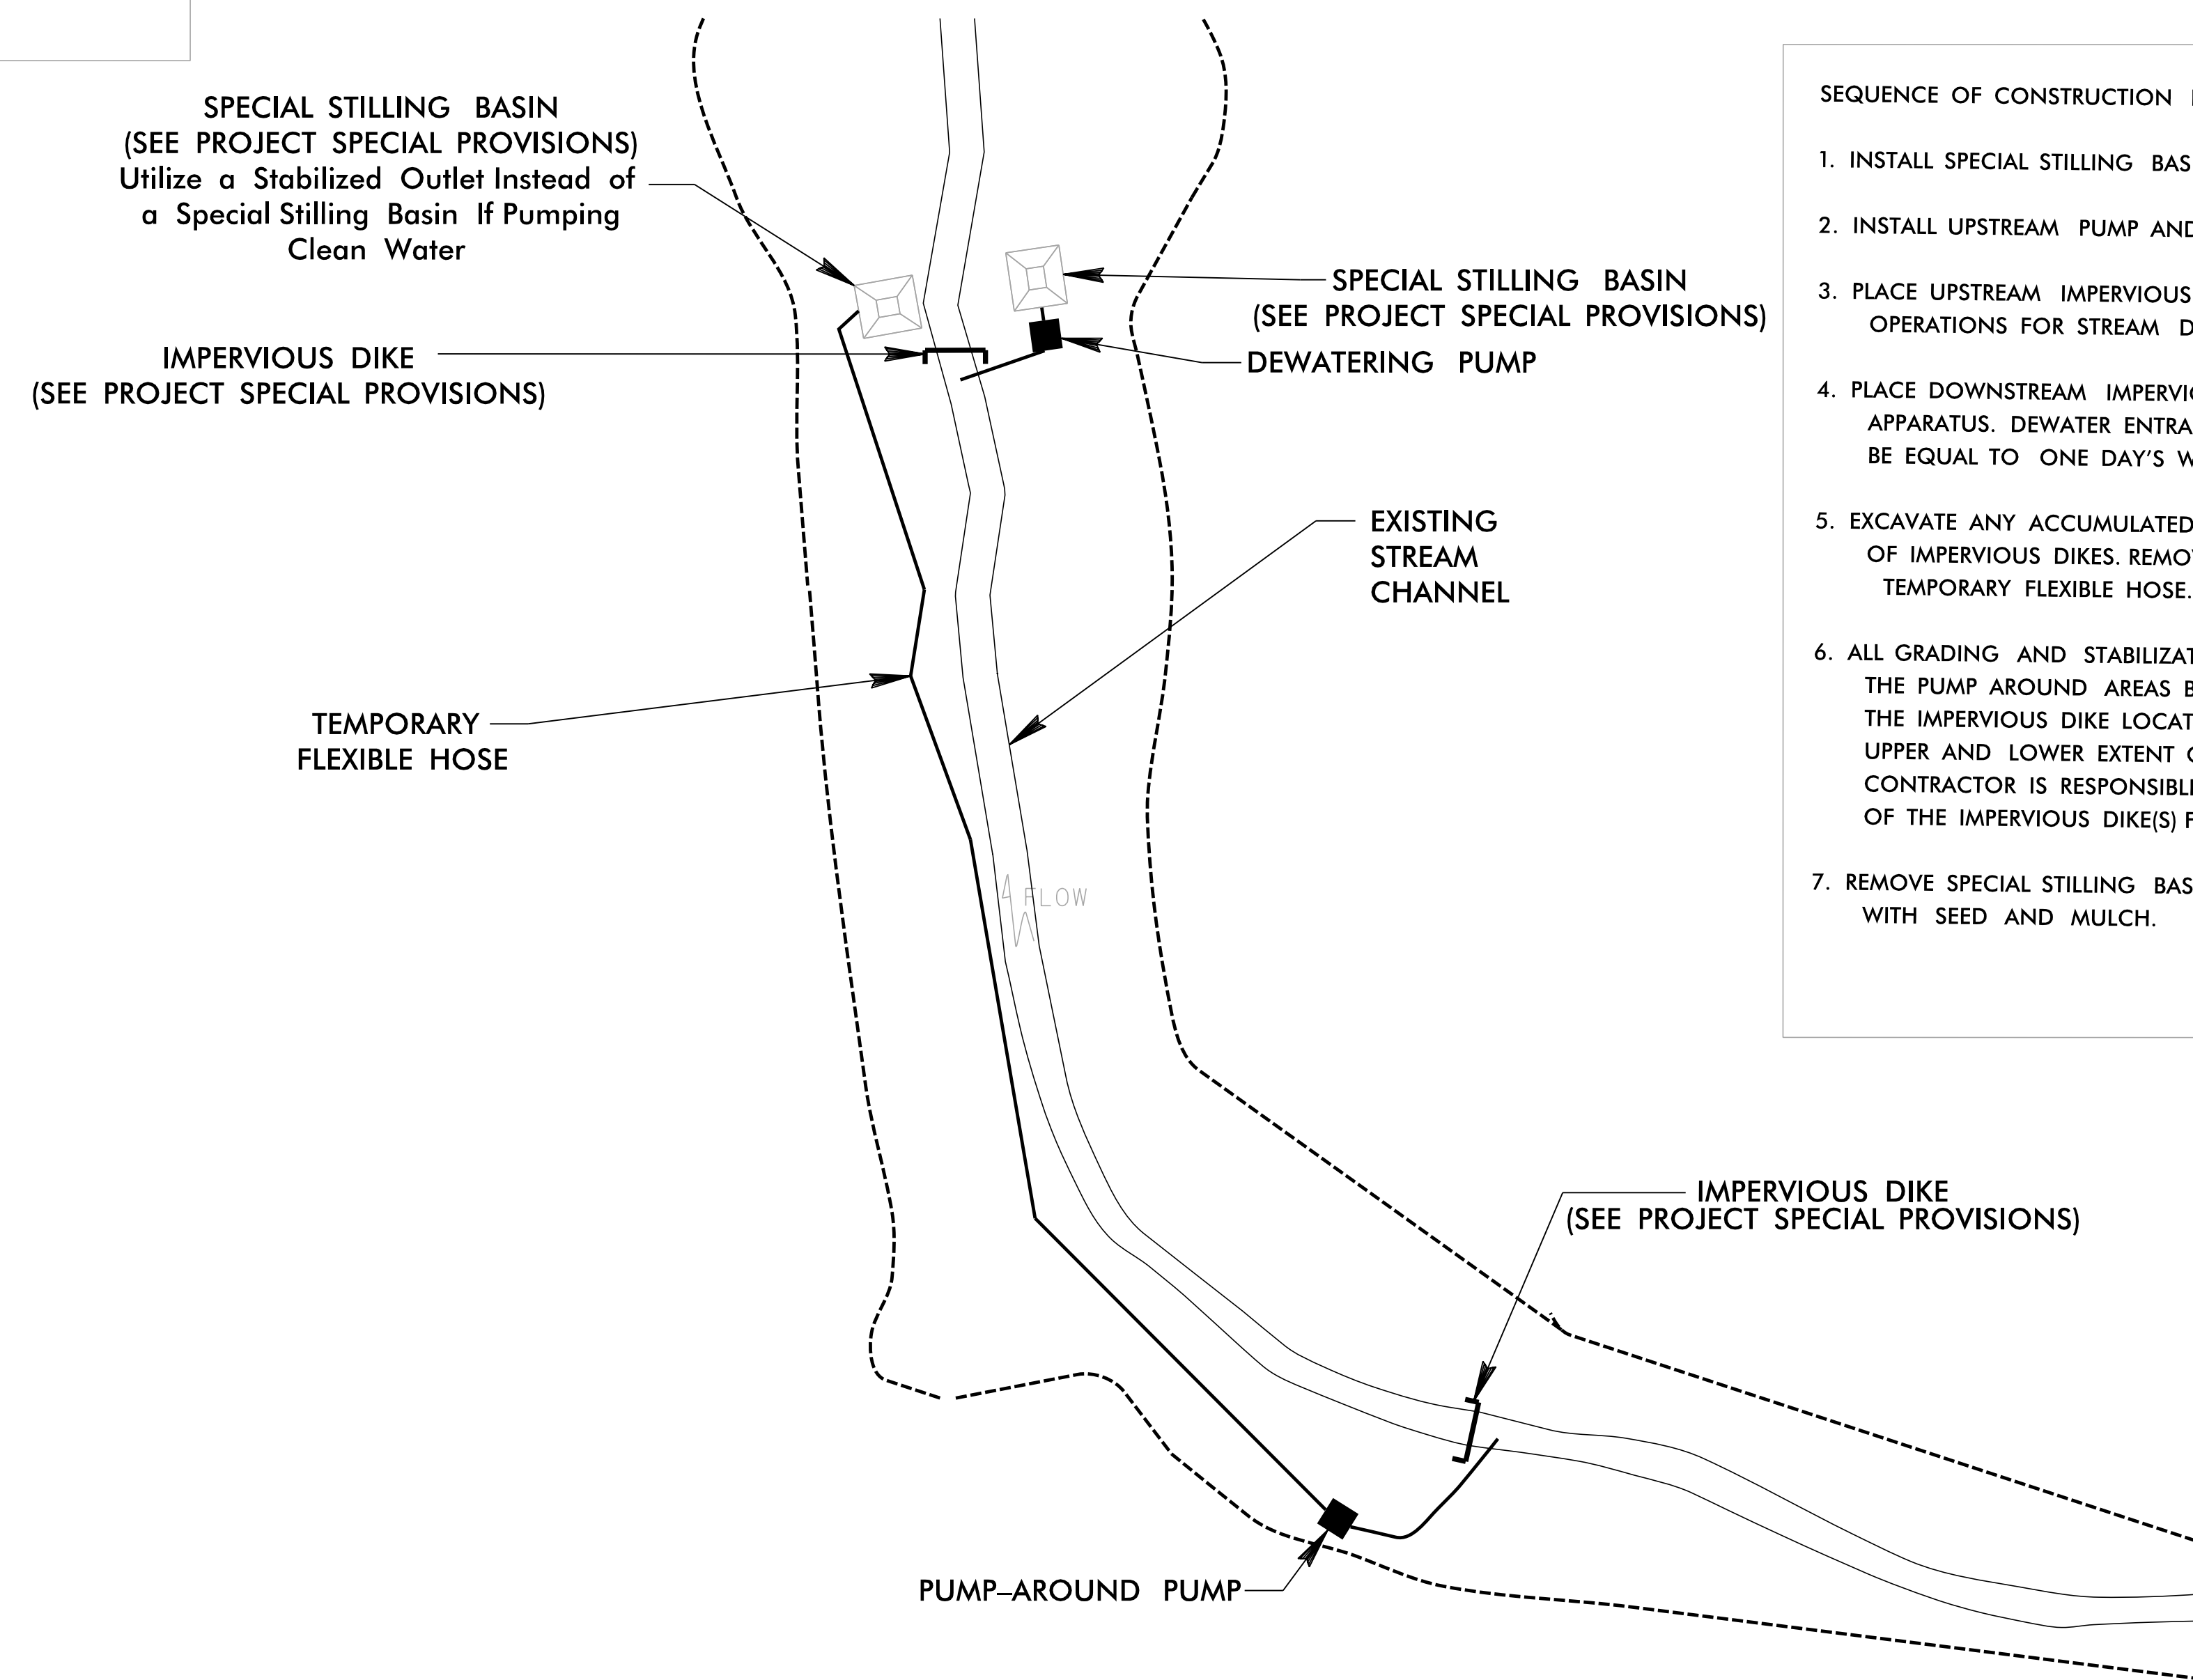 SPECIAL STILLING BASIN
(SEE PROJECT SPECIAL PROVISIONS)
Utilize a Stabilized Outlet Instead of
a Special Stilling Basin If Pumping
Clean Water
IMPERVIOUS DIKE
(SEE PROJECT SPECIAL PROVISIONS)
SPECIAL STILLING BASIN
(SEE PROJECT SPECIAL PROVISIONS)
DEWATERING PUMP
EXISTING
STREAM
CHANNEL
TEMPORARY
FLEXIBLE HOSE
FLOW
IMPERVIOUS DIKE
(SEE PROJECT SPECIAL PROVISIONS)
PUMP-AROUND PUMP
SEQUENCE OF CONSTRUCTION
1. INSTALL SPECIAL STILLING
2. INSTALL UPSTREAM PUMP
3. PLACE UPSTREAM IMPERVIOUS
OPERATIONS FOR STREAM
4. PLACE DOWNSTREAM
APPARATUS. DEWATER
BE EQUAL TO ONE DAY'S
5. EXCAVATE ANY ACCUMULATED
OF IMPERVIOUS DIKES.
TEMPORARY FLEXIBLE HOSE.
6. ALL GRADING AND
THE PUMP AROUND AREAS
THE IMPERVIOUS DIKE
UPPER AND LOWER EXTENT
CONTRACTOR IS
OF THE IMPERVIOUS DIKE(S)
7. REMOVE SPECIAL STILLING
WITH SEED AND MULCH.